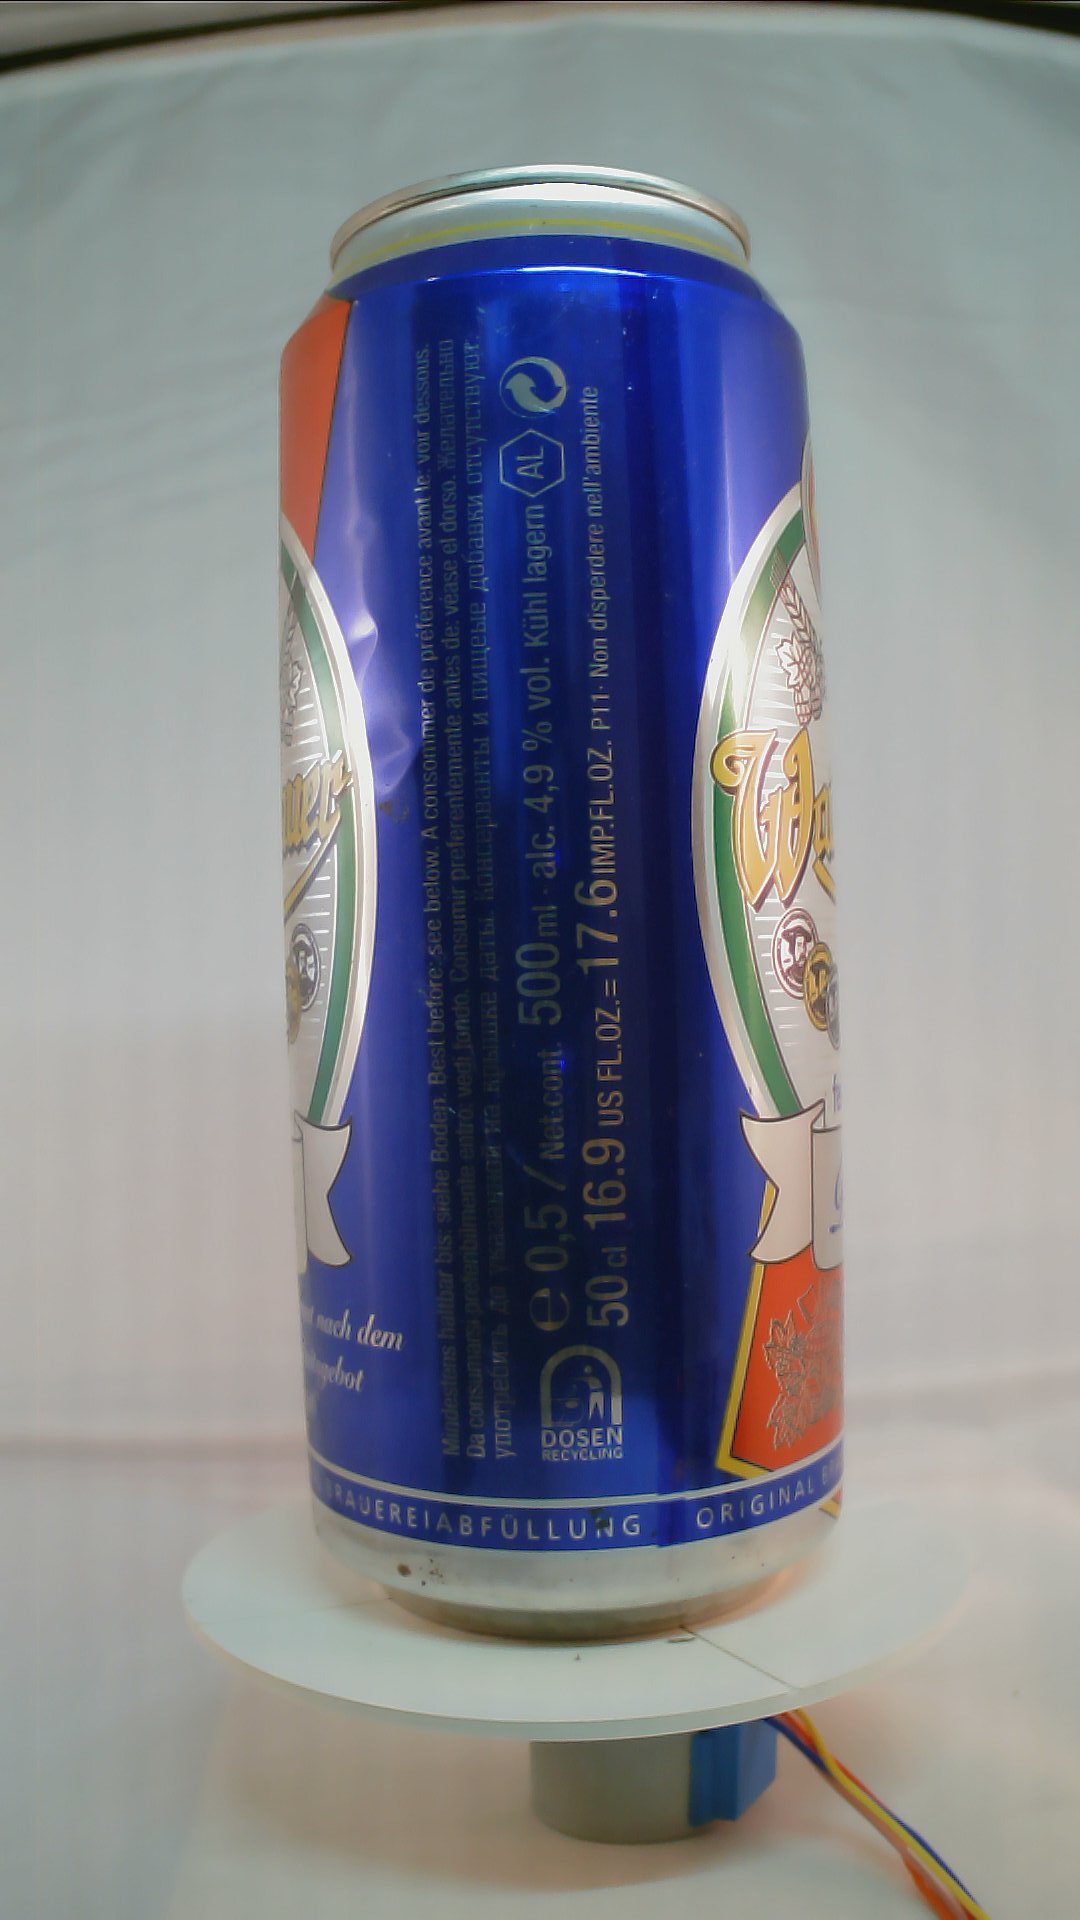 Mindestens haltbar bis: siehe Boden. Best before: see below. A consommer de préférence avant le: voir dessous.
Da consumarsi preferibilmente entro: vedi fondo. Consumir preferentemente antes de: véase el dorso. Желательно
употребить до указанной на крышке даты. Консерванты и пищевые добавки отсутствуют.
e 0,5 l Net.cont. 500 ml · alc. 4,9 % vol. Kühl lagern AL
50 cl 16.9 US FL.OZ. = 17.6 IMP.FL.OZ. P11· Non disperdere nell'ambiente
DOSEN
RECYCLING
uer
nach dem
BRAUEREIABFÜLLUNG ORIGINAL